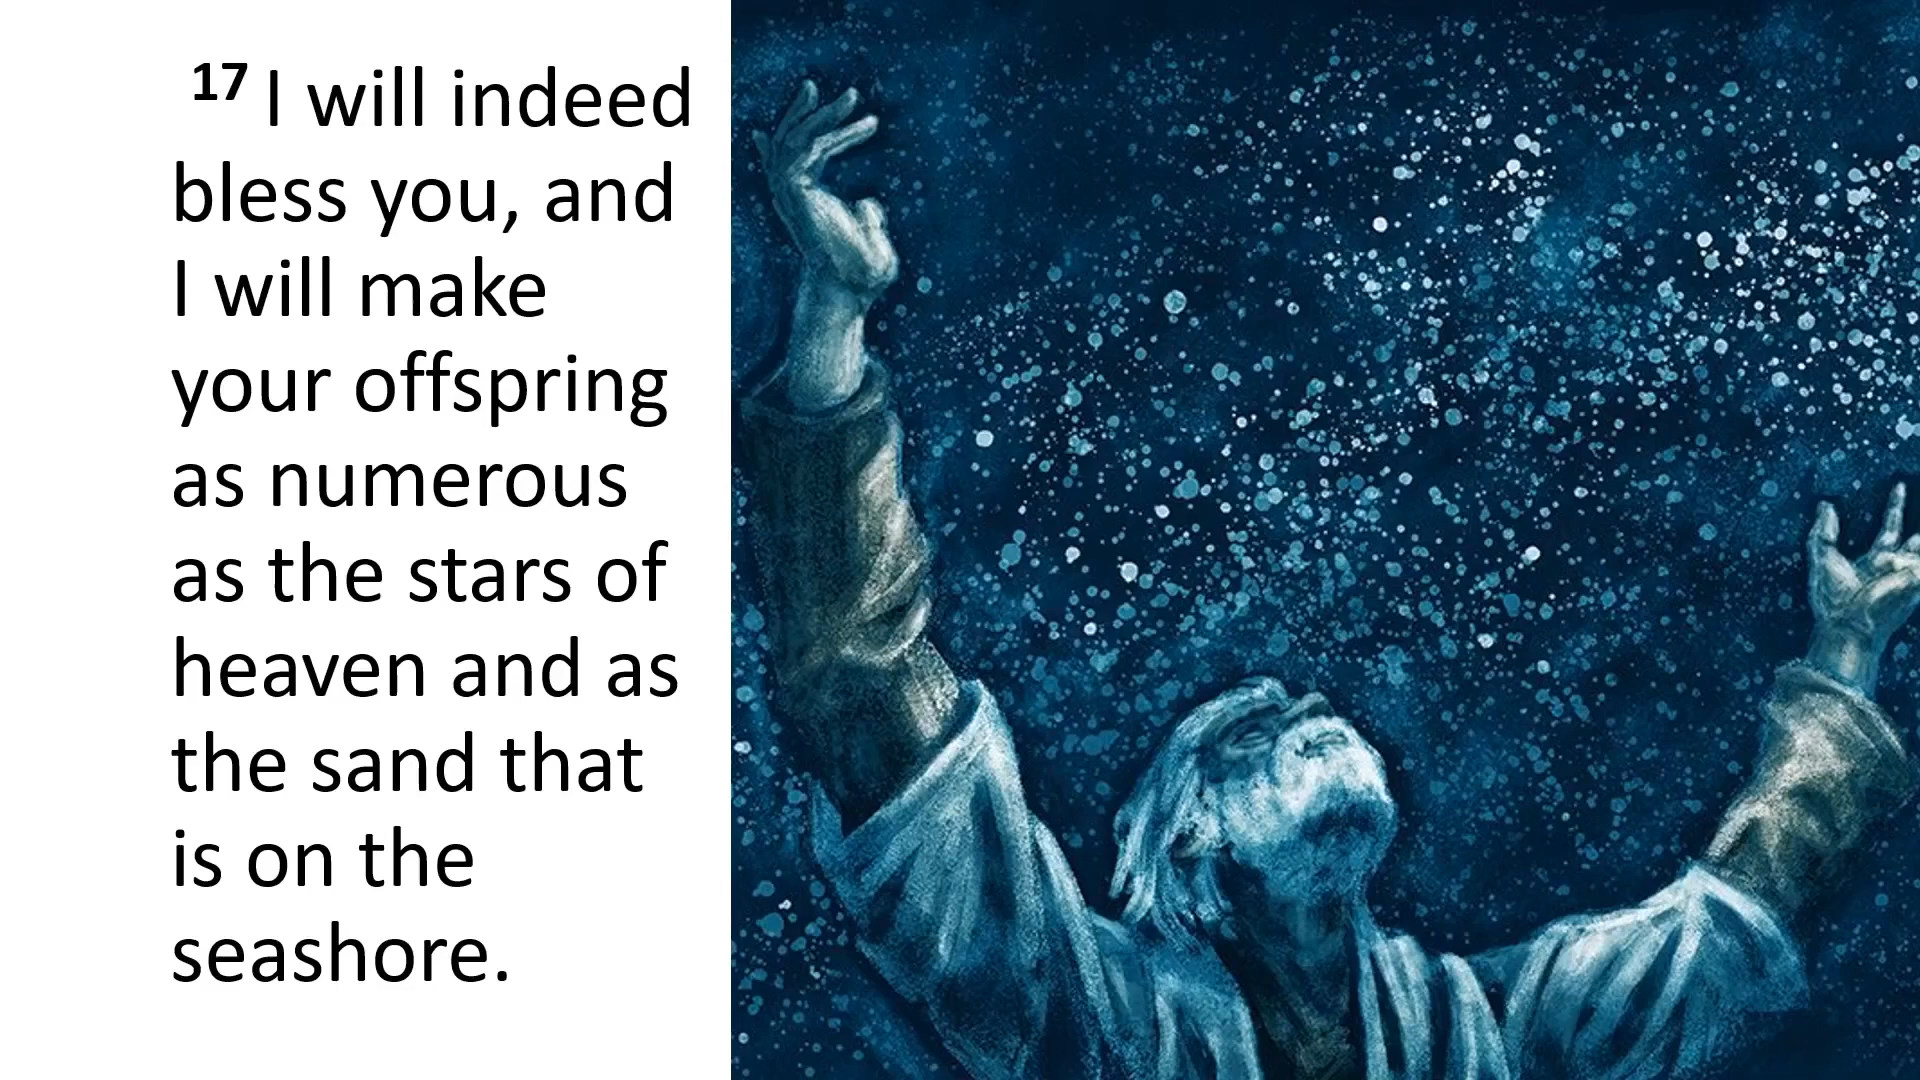 17 I will indeed
bless you, and
I will make
your offspring
as numerous
as the stars of
heaven and as
the sand that
is on the
seashore.